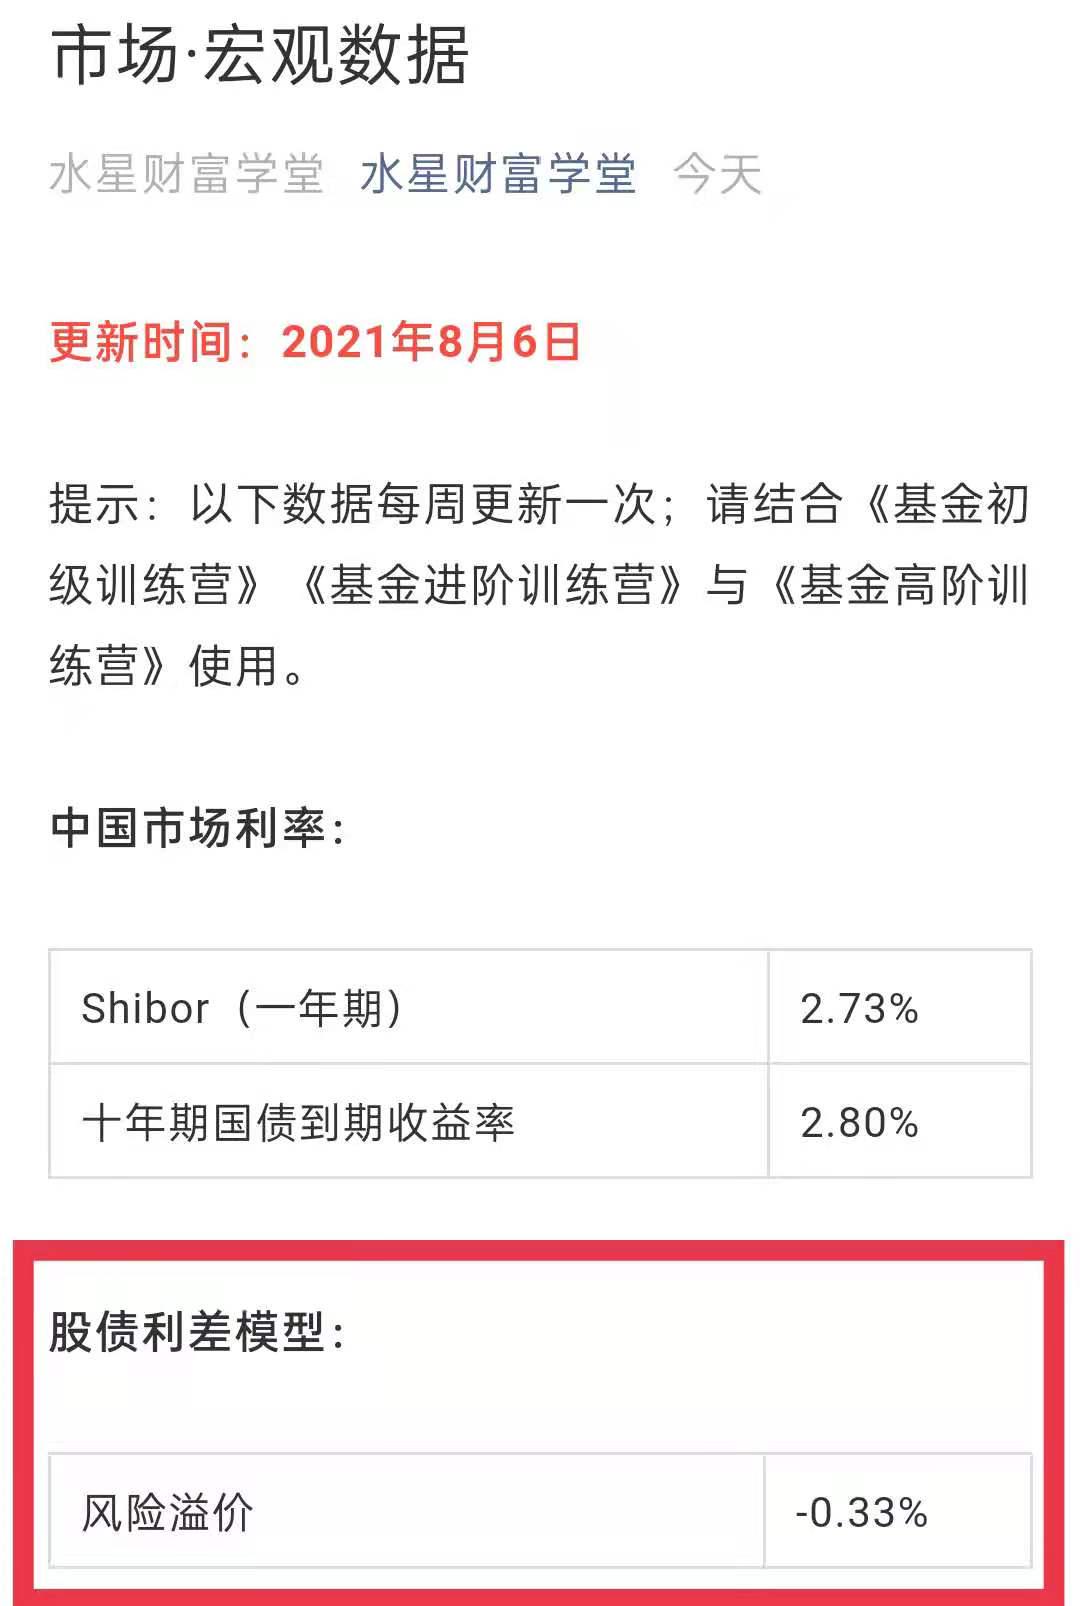 市场·宏观数据
水星财富学堂 水星财富学堂 今天
更新时间：2021年8月6日
提示：以下数据每周更新一次；请结合《基金初
级训练营》《基金进阶训练营》与《基金高阶训
练营》使用。
中国市场利率：
Shibor（一年期） 2.73%
十年期国债到期收益率 2.80%
股债利差模型：
风险溢价 -0.33%